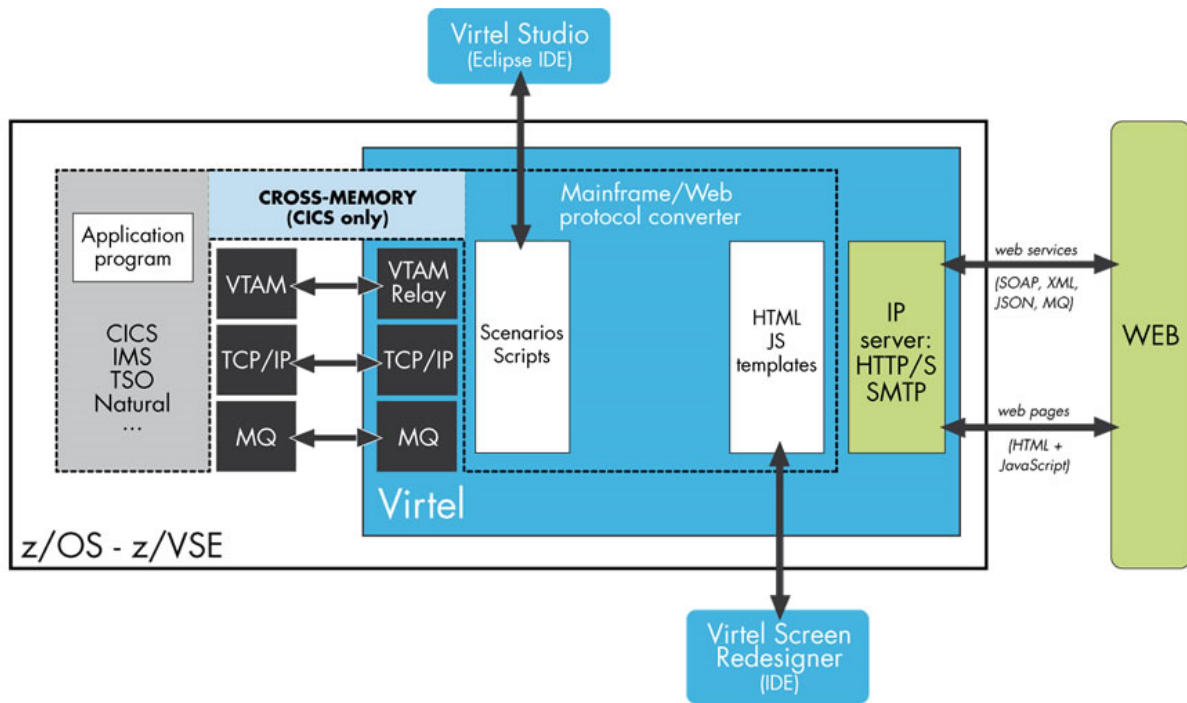 Virtel Studio
(Eclipse IDE)
CROSS-MEMORY
(CICS only)
Mainframe/Web
protocol converter
Application
program
CICS
IMS
TSO
Natural
...
VTAM
TCP/IP
MQ
VTAM
Relay
TCP/IP
MQ
Scenarios
Scripts
HTML
JS
templates
IP
server:
HTTP/S
SMTP
web services
(SOAP, XML,
JSON, MQ)
web pages
(HTML +
JavaScript)
WEB
Virtel
z/OS - z/VSE
Virtel Screen
Redesigner
(IDE)